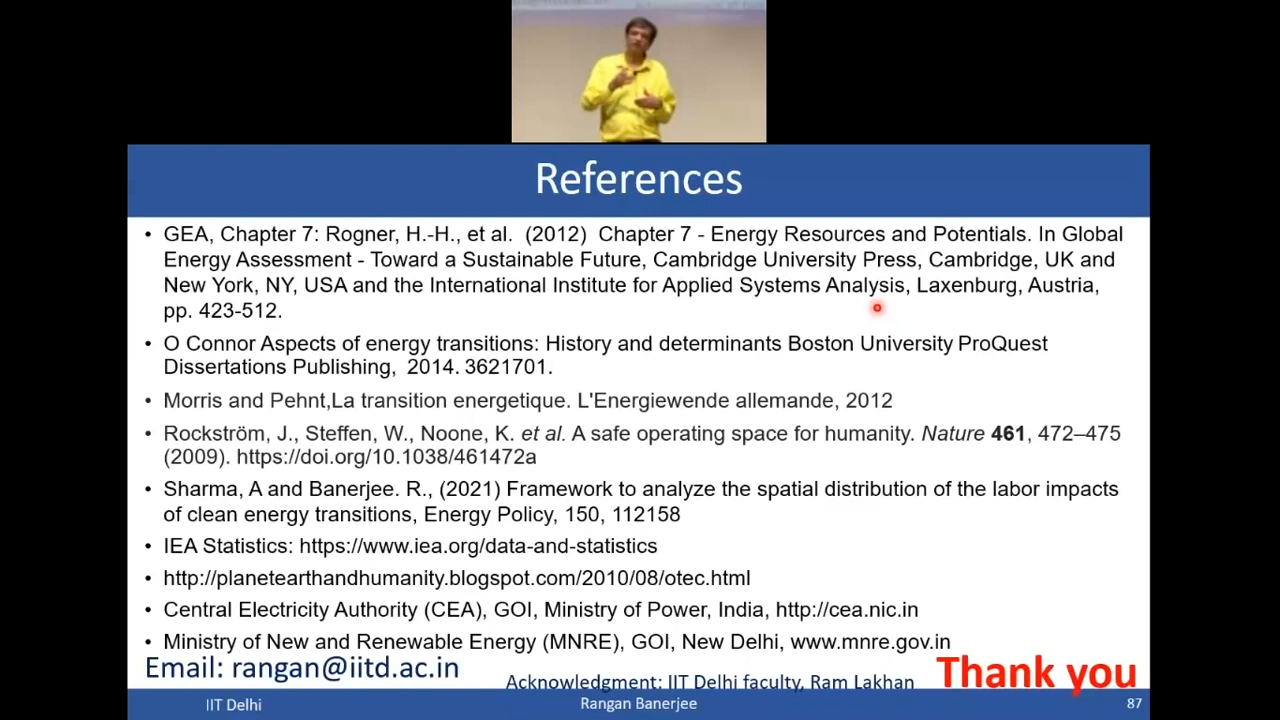 References
• GEA, Chapter 7: Rogner, H.-H., et al. (2012) Chapter 7 - Energy Resources and Potentials. In Global
Energy Assessment - Toward a Sustainable Future, Cambridge University Press, Cambridge, UK and
New York, NY, USA and the International Institute for Applied Systems Analysis, Laxenburg, Austria,
pp. 423-512.
• O Connor Aspects of energy transitions: History and determinants Boston University ProQuest
Dissertations Publishing, 2014. 3621701.
• Morris and Pehnt,La transition energetique. L'Energiewende allemande, 2012
• Rockström, J., Steffen, W., Noone, K. et al. A safe operating space for humanity. Nature 461, 472–475
(2009). https://doi.org/10.1038/461472a
• Sharma, A and Banerjee. R., (2021) Framework to analyze the spatial distribution of the labor impacts
of clean energy transitions, Energy Policy, 150, 112158
• IEA Statistics: https://www.iea.org/data-and-statistics
• http://planetearthandhumanity.blogspot.com/2010/08/otec.html
• Central Electricity Authority (CEA), GOI, Ministry of Power, India, http://cea.nic.in
• Ministry of New and Renewable Energy (MNRE), GOI, New Delhi, www.mnre.gov.in
Email: rangan@iitd.ac.in
Acknowledgment: IIT Delhi faculty, Ram Lakhan
Thank you
IIT Delhi
Rangan Banerjee
87